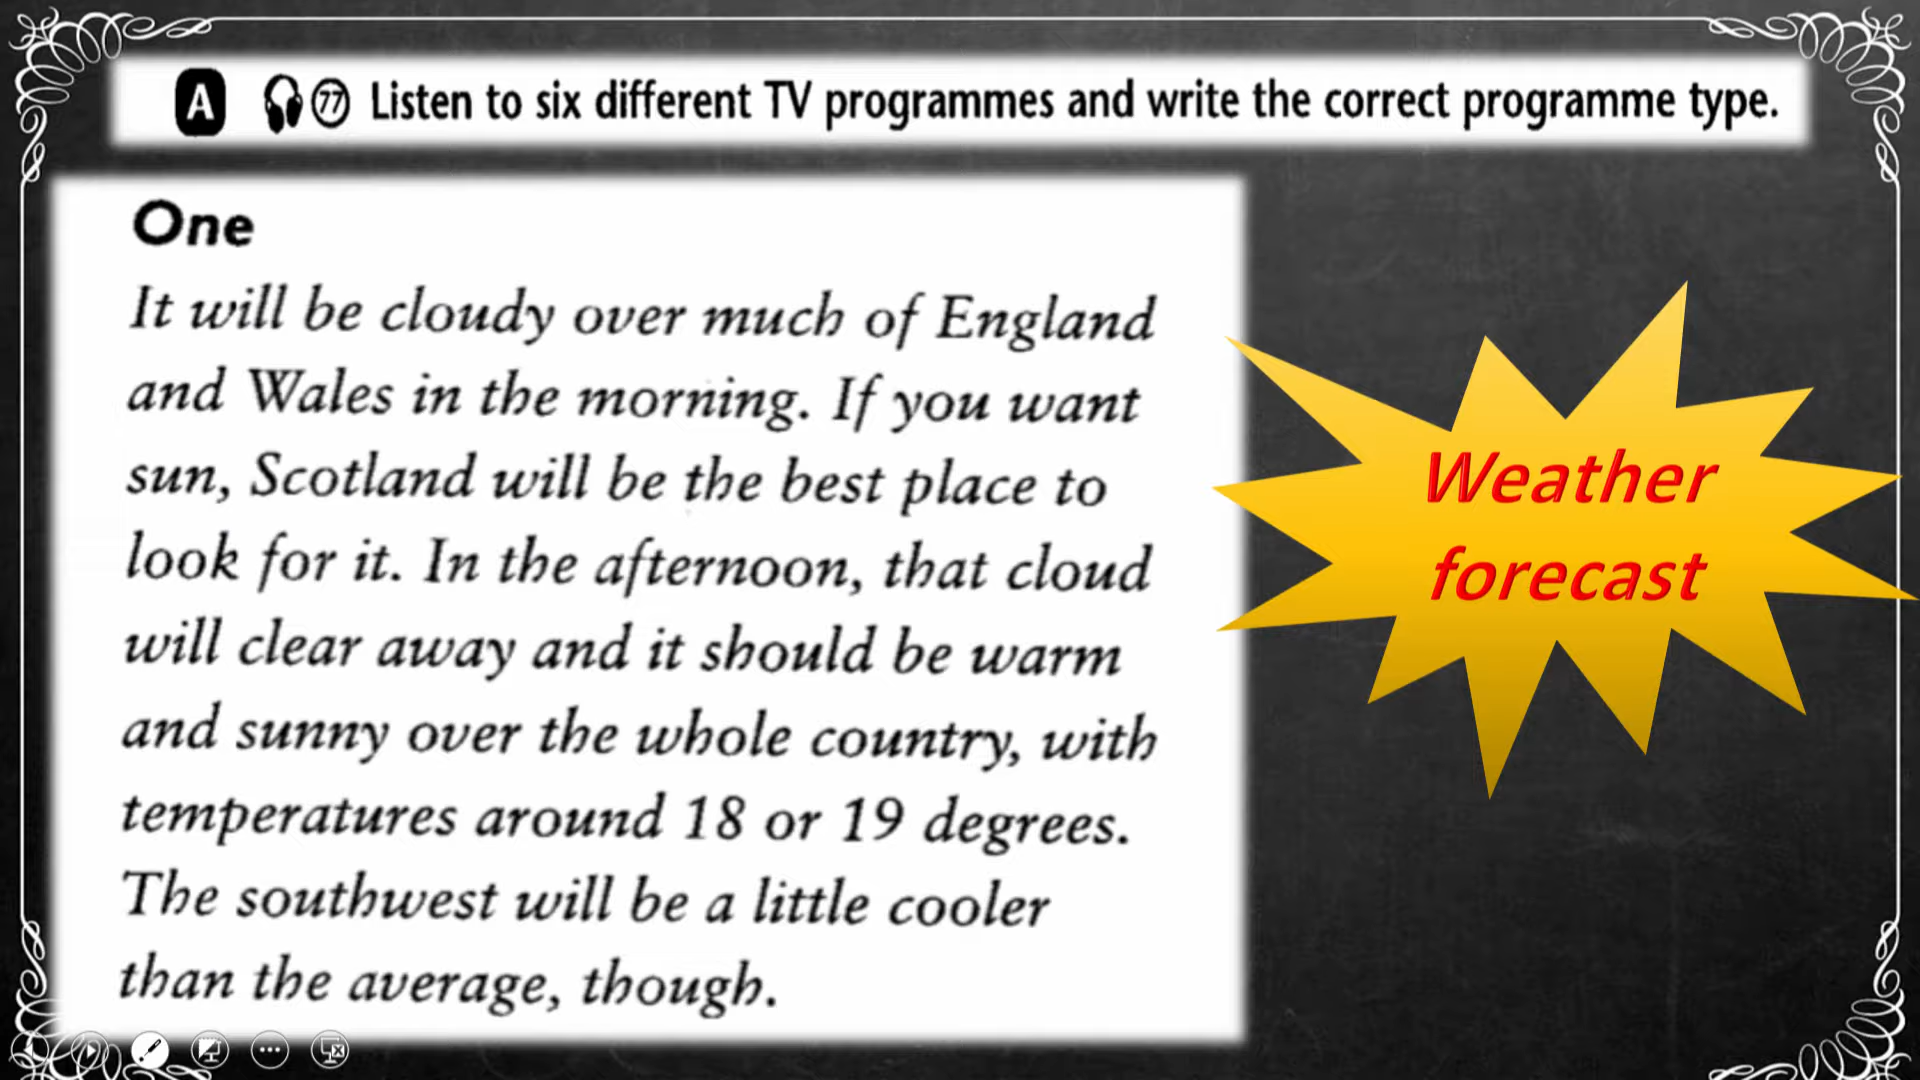 A 77 Listen to six different TV programmes and write the correct programme type.
One
It will be cloudy over much of England
and Wales in the morning. If you want
sun, Scotland will be the best place to
look for it. In the afternoon, that cloud
will clear away and it should be warm
and sunny over the whole country, with
temperatures around 18 or 19 degrees.
The southwest will be a little cooler
than the average, though.
Weather
forecast